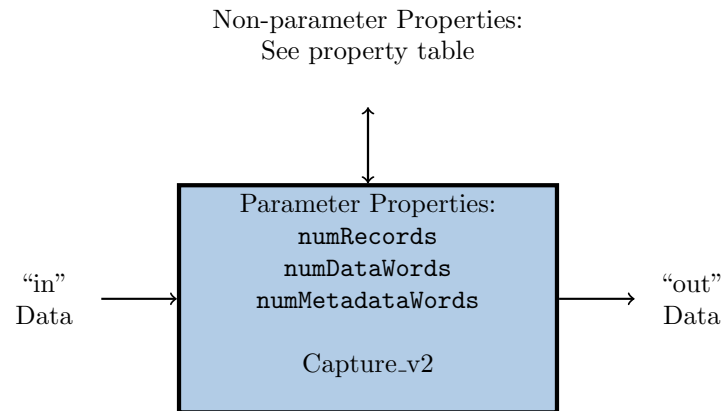 Non-parameter Properties:
See property table
Parameter Properties:
numRecords
numDataWords
numMetadataWords
Capture_v2
“in”
Data
“out”
Data